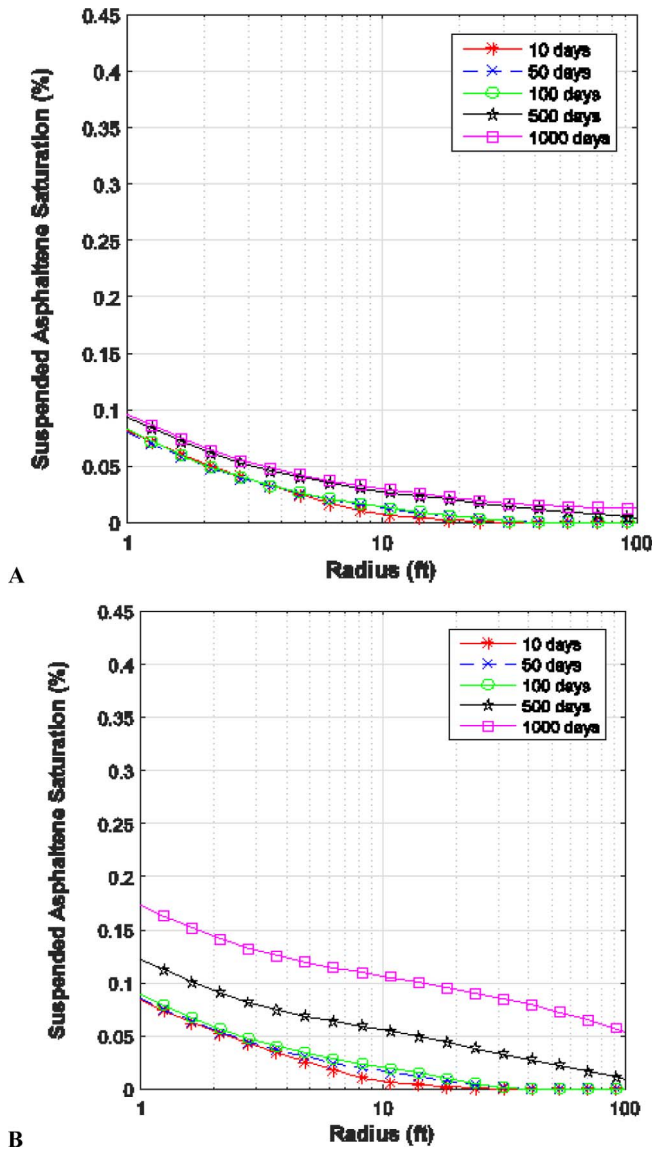 0.45
0.4
0.35
0.3
0.25
0.2
0.15
0.1
0.05
0
Suspended Asphaltene Saturation (%)
10 days
50 days
100 days
500 days
1000 days
1
10
100
Radius (ft)
A
0.45
0.4
0.35
0.3
0.25
0.2
0.15
0.1
0.05
0
Suspended Asphaltene Saturation (%)
10 days
50 days
100 days
500 days
1000 days
1
10
100
Radius (ft)
B